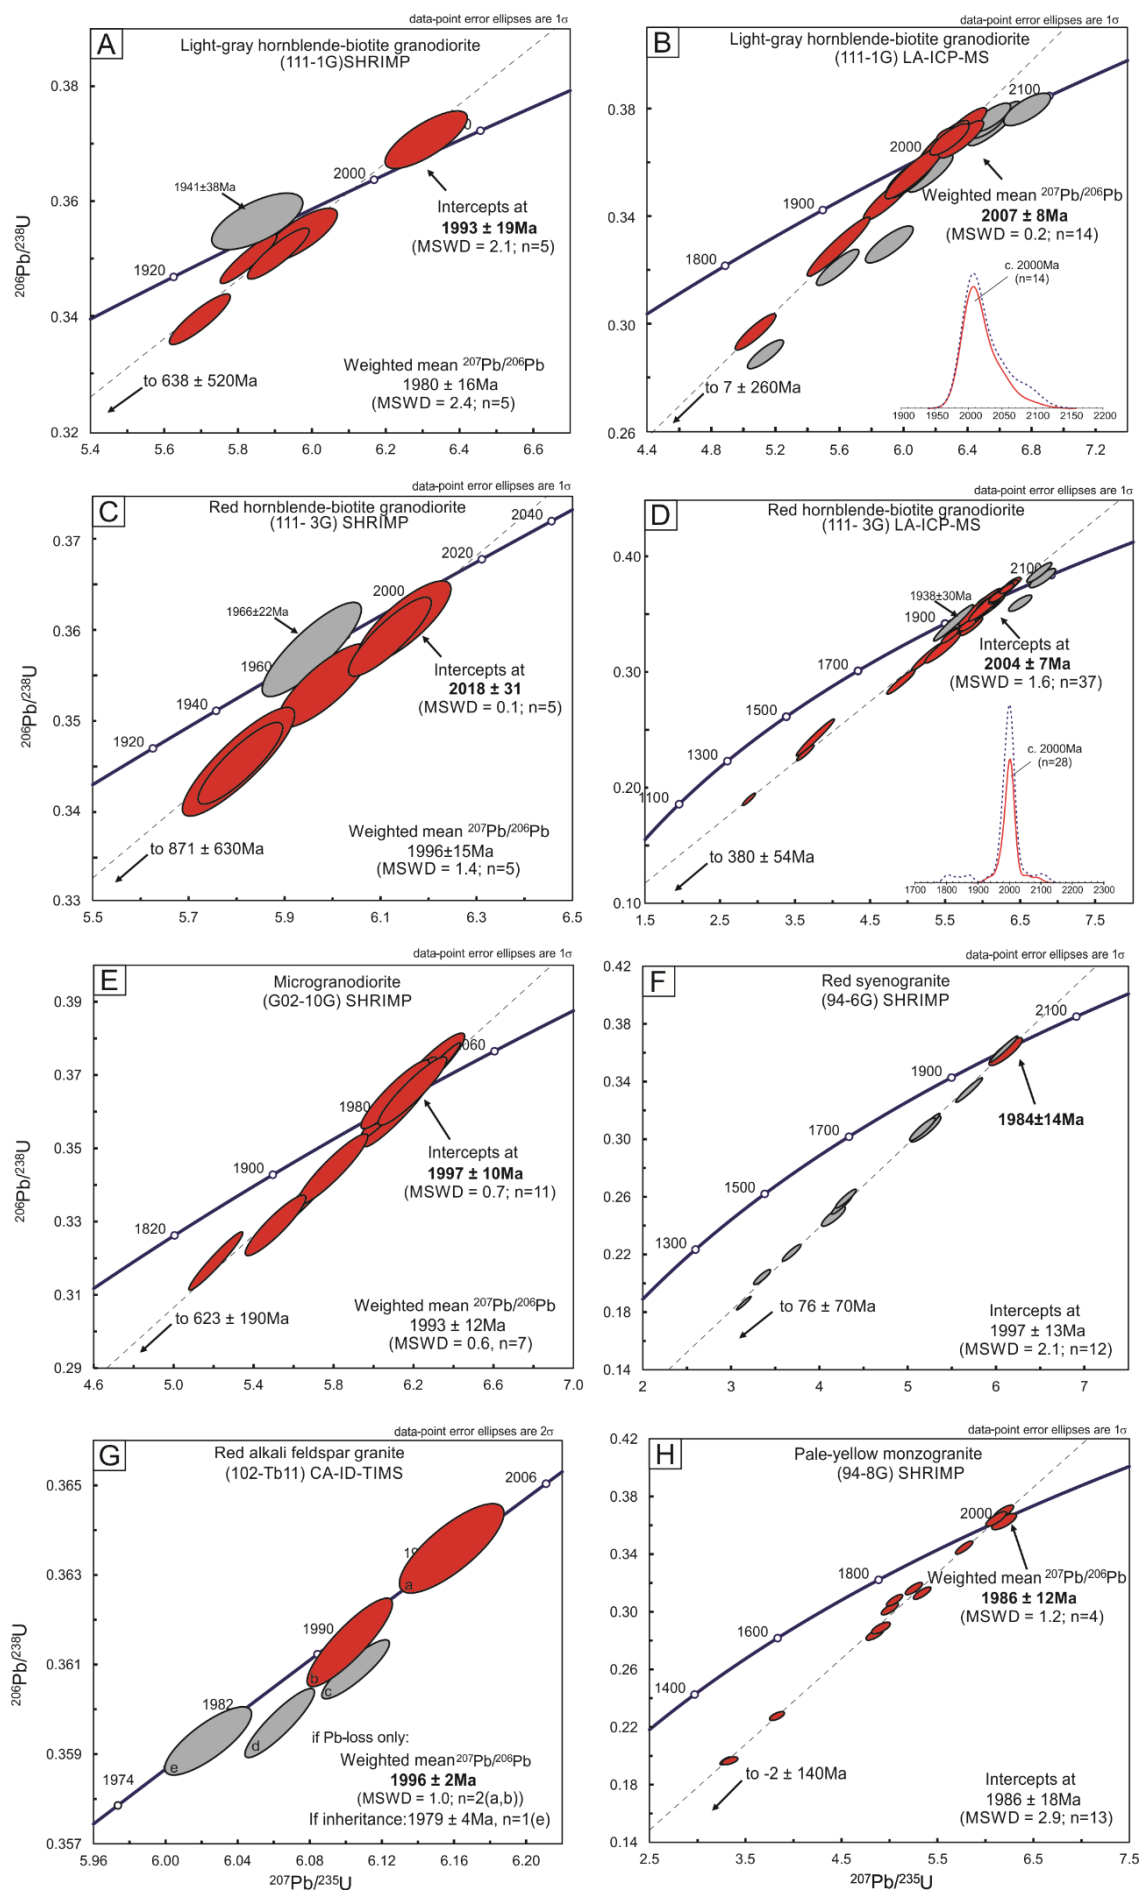 data-point error ellipses are 1σ
A
Light-gray hornblende-biotite granodiorite
(111-1G)SHRIMP
0.38
0.36
0.34
0.32
206Pb/238U
1941±38Ma
2000
1920
Intercepts at
1993 ± 19Ma
(MSWD = 2.1; n=5)
Weighted mean 207Pb/206Pb
1980 ± 16Ma
(MSWD = 2.4; n=5)
to 638 ± 520Ma
5.4 5.6 5.8 6.0 6.2 6.4 6.6
data-point error ellipses are 1σ
B
Light-gray hornblende-biotite granodiorite
(111-1G) LA-ICP-MS
2100
0.38
2000
1900
0.34
1800
0.30
0.26
Weighted mean 207Pb/206Pb
2007 ± 8Ma
(MSWD = 0.2; n=14)
c. 2000Ma
(n=14)
1900 1950 2000 2050 2100 2150 2200
to 7 ± 260Ma
4.4 4.8 5.2 5.6 6.0 6.4 6.8 7.2
data-point error ellipses are 1σ
C
Red hornblende-biotite granodiorite
(111- 3G) SHRIMP
0.37
0.36
0.35
0.34
0.33
206Pb/238U
2040
2020
2000
1966±22Ma
1960
1940
1920
Intercepts at
2018 ± 31
(MSWD = 0.1; n=5)
Weighted mean 207Pb/206Pb
1996±15Ma
(MSWD = 1.4; n=5)
to 871 ± 630Ma
5.5 5.7 5.9 6.1 6.3 6.5
data-point error ellipses are 1σ
D
Red hornblende-biotite granodiorite
(111- 3G) LA-ICP-MS
0.40
0.30
0.20
0.10
2100
1938±30Ma
1900
1700
1500
1300
1100
Intercepts at
2004 ± 7Ma
(MSWD = 1.6; n=37)
c. 2000Ma
(n=28)
1700 1800 1900 2000 2100 2200 2300
to 380 ± 54Ma
1.5 2.5 3.5 4.5 5.5 6.5 7.5
data-point error ellipses are 1σ
E
Microgranodiorite
(G02-10G) SHRIMP
0.39
0.37
0.35
0.33
0.31
0.29
206Pb/238U
1980
1900
1820
Intercepts at
1997 ± 10Ma
(MSWD = 0.7; n=11)
Weighted mean 207Pb/206Pb
1993 ± 12Ma
(MSWD = 0.6, n=7)
to 623 ± 190Ma
4.6 5.0 5.4 5.8 6.2 6.6 7.0
data-point error ellipses are 1σ
F
Red syenogranite
(94-6G) SHRIMP
0.42
0.38
0.34
0.30
0.26
0.22
0.18
0.14
2100
1900
1700
1500
1300
1984±14Ma
to 76 ± 70Ma
Intercepts at
1997 ± 13Ma
(MSWD = 2.1; n=12)
2 3 4 5 6 7
data-point error ellipses are 2σ
G
Red alkali feldspar granite
(102-Tb11) CA-ID-TIMS
0.365
0.363
0.361
0.359
0.357
206Pb/238U
2006
1990
1982
1974
a
b
c
d
e
if Pb-loss only:
Weighted mean 207Pb/206Pb
1996 ± 2Ma
(MSWD = 1.0; n=2(a,b))
If inheritance:1979 ± 4Ma, n=1(e)
5.96 6.00 6.04 6.08 6.12 6.16 6.20
207Pb/235U
data-point error ellipses are 1σ
H
Pale-yellow monzogranite
(94-8G) SHRIMP
0.42
0.38
0.34
0.30
0.26
0.22
0.18
0.14
2000
1800
1600
1400
Weighted mean 207Pb/206Pb
1986 ± 12Ma
(MSWD = 1.2; n=4)
to -2 ± 140Ma
Intercepts at
1986 ± 18Ma
(MSWD = 2.9; n=13)
2.5 3.5 4.5 5.5 6.5 7.5
207Pb/235U